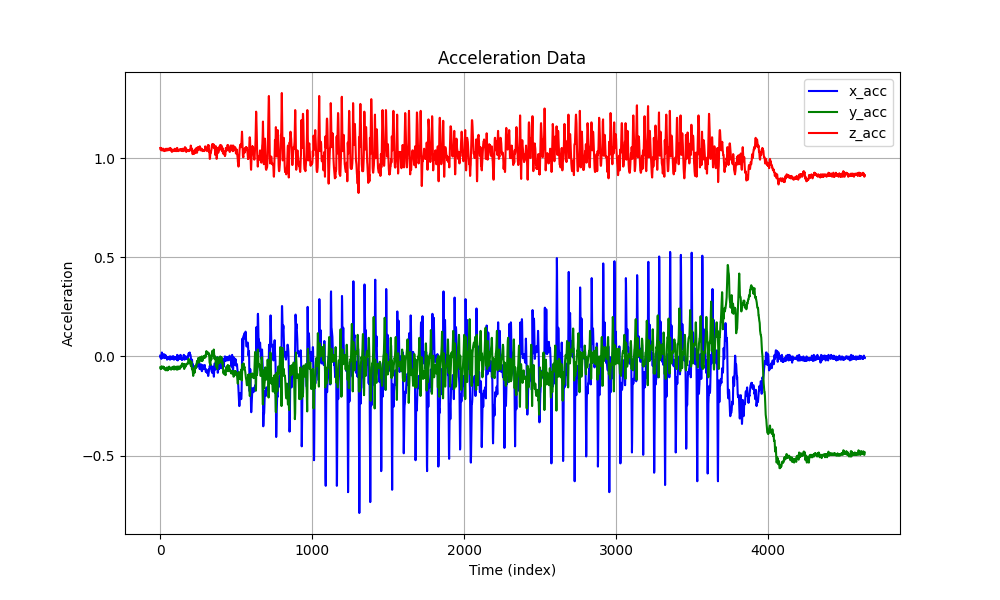 Acceleration Data
x_acc
y_acc
z_acc
1.0
0.5
0.0
−0.5
Acceleration
0 1000 2000 3000 4000
Time (index)